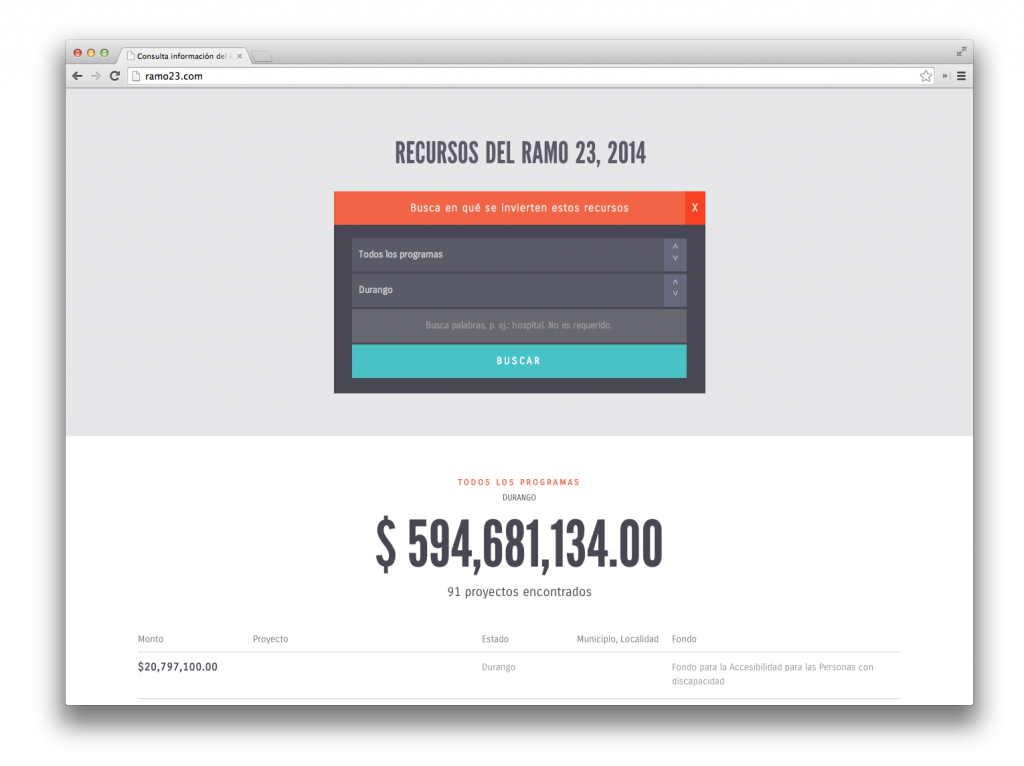 Consulta información del
ramo23.com
RECURSOS DEL RAMO 23, 2014
Busca en qué se invierten estos recursos X
Todos los programas
Durango
Busca palabras, p. ej.: hospital. No es requerido.
BUSCAR
TODOS LOS PROGRAMAS
DURANGO
$ 594,681,134.00
91 proyectos encontrados
Monto Proyecto Estado Municipio, Localidad Fondo
$20,797,100.00 Durango Fondo para la Accesibilidad para las Personas con
discapacidad